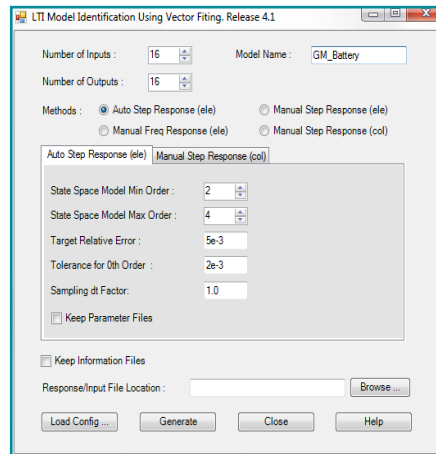 LTI Model Identification Using Vector Fiting. Release 4.1
Number of Inputs : 16 Model Name : GM_Battery
Number of Outputs : 16
Methods : Auto Step Response (ele) Manual Step Response (ele)
Manual Freq Response (ele) Manual Step Response (col)
Auto Step Response (ele) Manual Step Response (col)
State Space Model Min Order : 2
State Space Model Max Order : 4
Target Relative Error : 5e-3
Tolerance for 0th Order : 2e-3
Sampling dt Factor: 1.0
Keep Parameter Files
Keep Information Files
Response/Input File Location : Browse ...
Load Config ... Generate Close Help